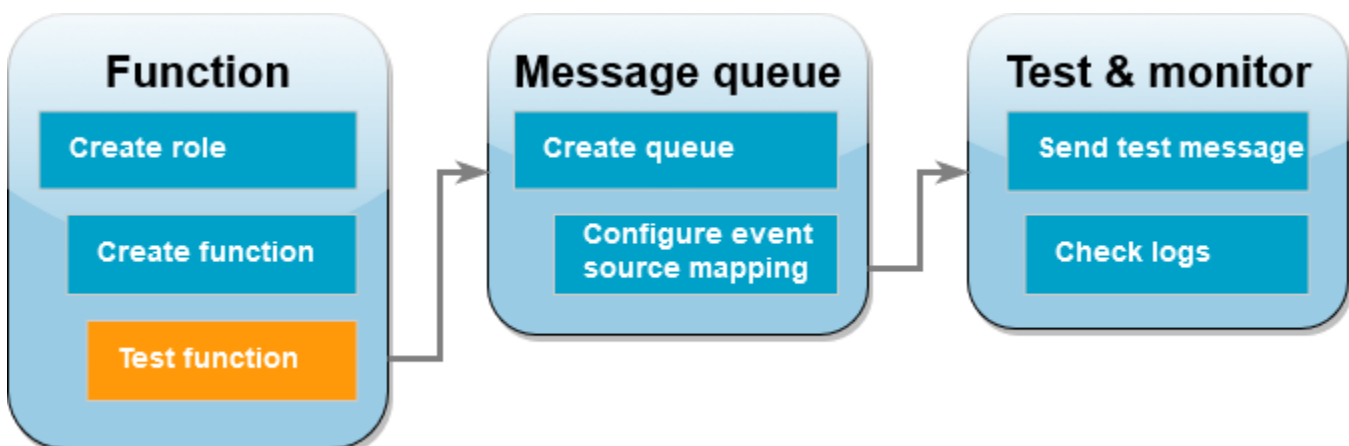 Function
Create role
Create function
Test function
Message queue
Create queue
Configure event
source mapping
Test & monitor
Send test message
Check logs